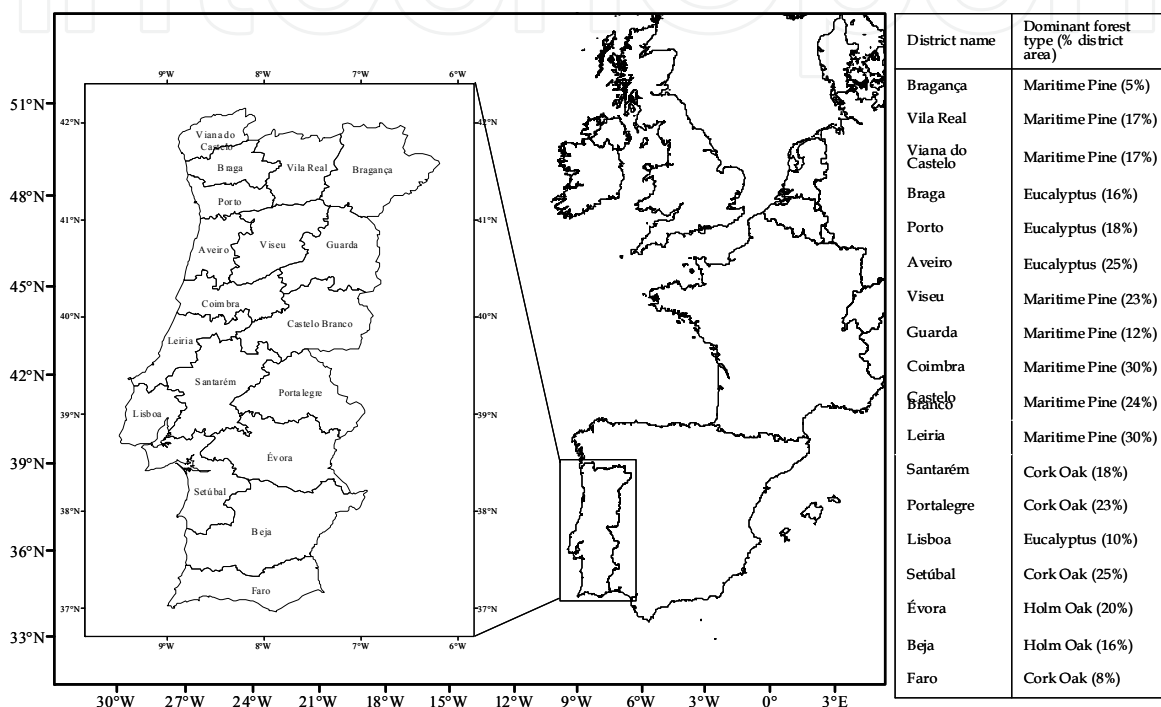 intechopen
9°W 8°W 7°W 6°W
42°N 42°N
41°N 41°N
40°N 40°N
39°N
38°N 38°N
37°N 37°N
9°W 8°W 7°W 6°W
Viana do
Castelo
Braga
Vila Real
Bragança
Porto
Aveiro
Viseu
Guarda
Coimbra
Castelo Branco
Leiria
Santarém
Portalegre
Lisboa
Évora
Setúbal
Beja
Faro
51°N
48°N
45°N
42°N
39°N
36°N
33°N
30°W 27°W 24°W 21°W 18°W 15°W 12°W 9°W 6°W 3°W 0° 3°E
District name
Dominant forest
type (% district
area)
Bragança Maritime Pine (5%)
Vila Real Maritime Pine (17%)
Viana do
Castelo Maritime Pine (17%)
Braga Eucalyptus (16%)
Porto Eucalyptus (18%)
Aveiro Eucalyptus (25%)
Viseu Maritime Pine (23%)
Guarda Maritime Pine (12%)
Coimbra Maritime Pine (30%)
Castelo
Branco Maritime Pine (24%)
Leiria Maritime Pine (30%)
Santarém Cork Oak (18%)
Portalegre Cork Oak (23%)
Lisboa Eucalyptus (10%)
Setúbal Cork Oak (25%)
Évora Holm Oak (20%)
Beja Holm Oak (16%)
Faro Cork Oak (8%)